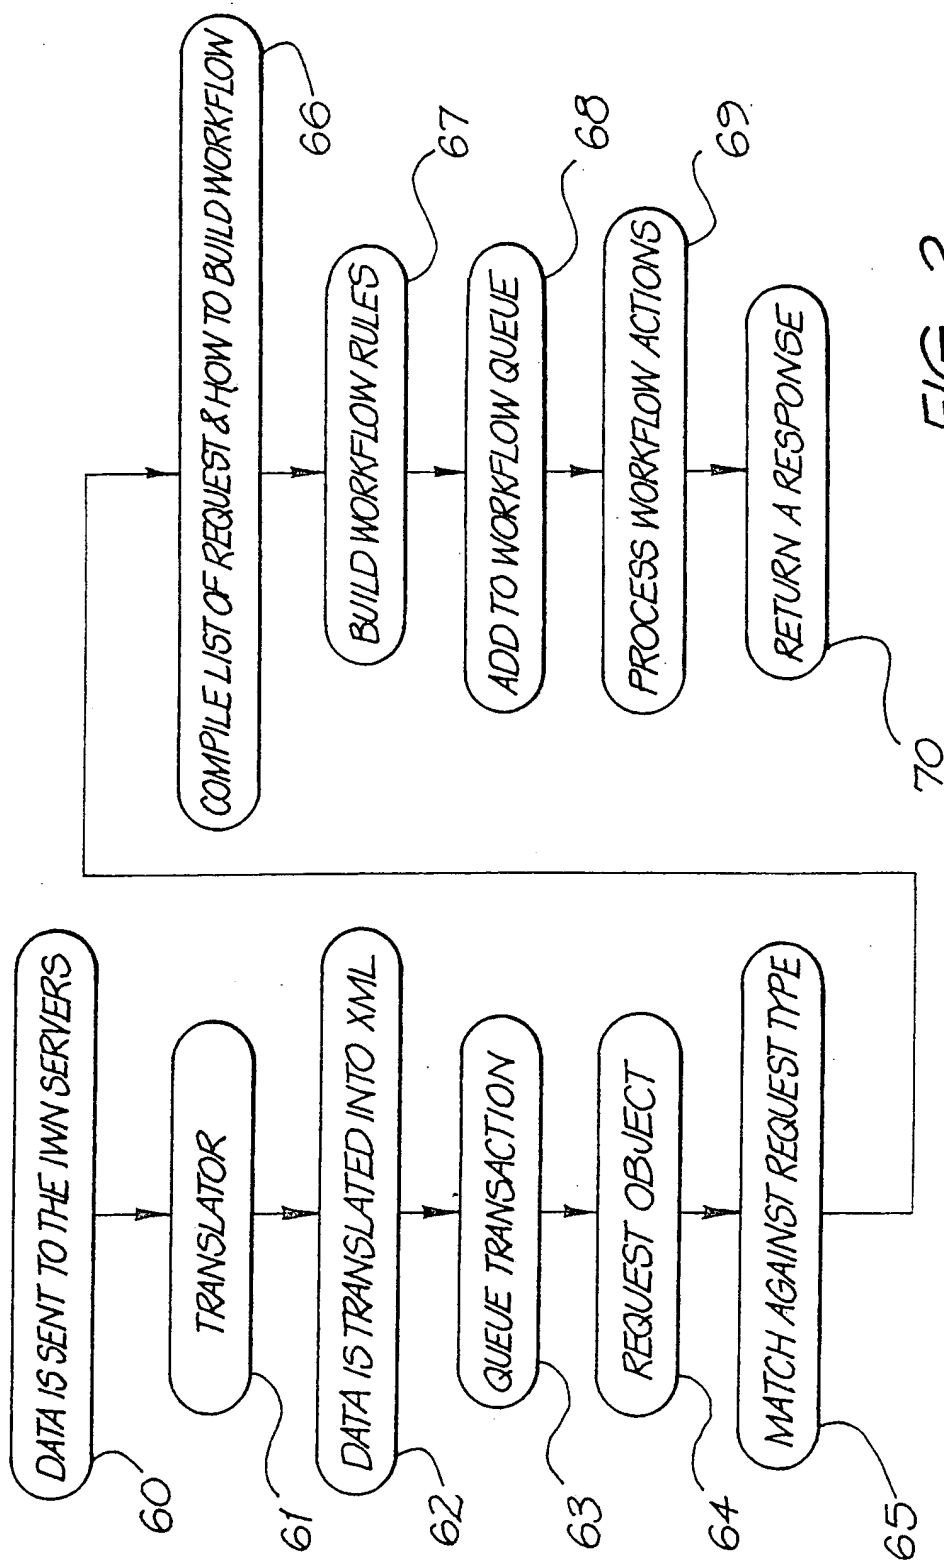 DATA IS SENT TO THE IWN SERVERS
60
TRANSLATOR
61
DATA IS TRANSLATED INTO XML
62
QUEUE TRANSACTION
63
REQUEST OBJECT
64
MATCH AGAINST REQUEST TYPE
65
COMPILE LIST OF REQUEST & HOW TO BUILD WORKFLOW
66
BUILD WORKFLOW RULES
67
ADD TO WORKFLOW QUEUE
68
PROCESS WORKFLOW ACTIONS
69
RETURN A RESPONSE
70